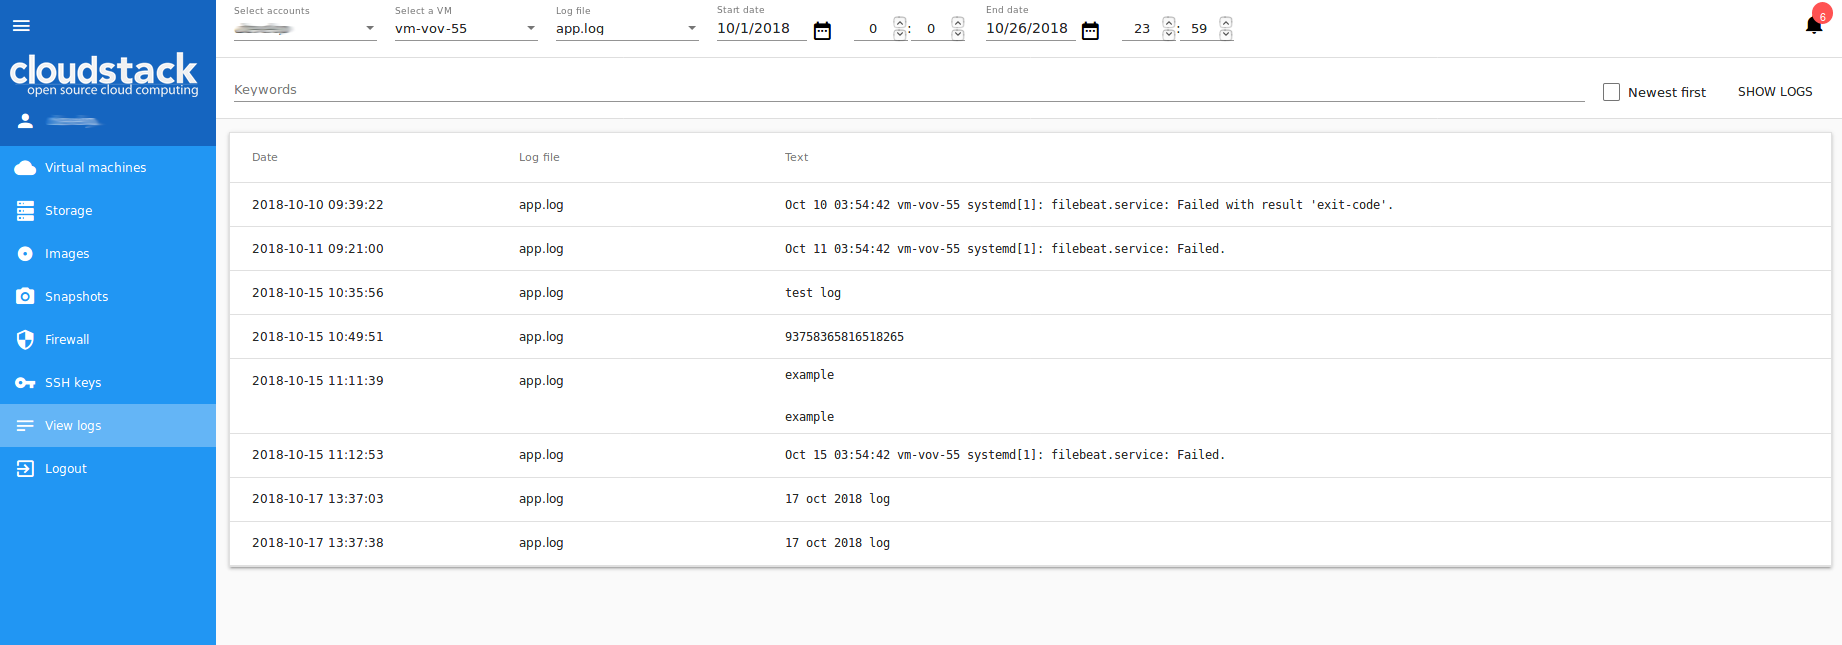 Select accounts
Select a VM
Log file
Start date
End date
vm-vov-55
app.log
10/1/2018
0 : 0
10/26/2018
23 : 59
6
cloudstack
open source cloud computing
Keywords
Newest first
SHOW LOGS
Virtual machines
Storage
Images
Snapshots
Firewall
SSH keys
View logs
Logout
Date Log file Text
2018-10-10 09:39:22 app.log Oct 10 03:54:42 vm-vov-55 systemd[1]: filebeat.service: Failed with result 'exit-code'.
2018-10-11 09:21:00 app.log Oct 11 03:54:42 vm-vov-55 systemd[1]: filebeat.service: Failed.
2018-10-15 10:35:56 app.log test log
2018-10-15 10:49:51 app.log 93758365816518265
2018-10-15 11:11:39 app.log example
example
2018-10-15 11:12:53 app.log Oct 15 03:54:42 vm-vov-55 systemd[1]: filebeat.service: Failed.
2018-10-17 13:37:03 app.log 17 oct 2018 log
2018-10-17 13:37:38 app.log 17 oct 2018 log